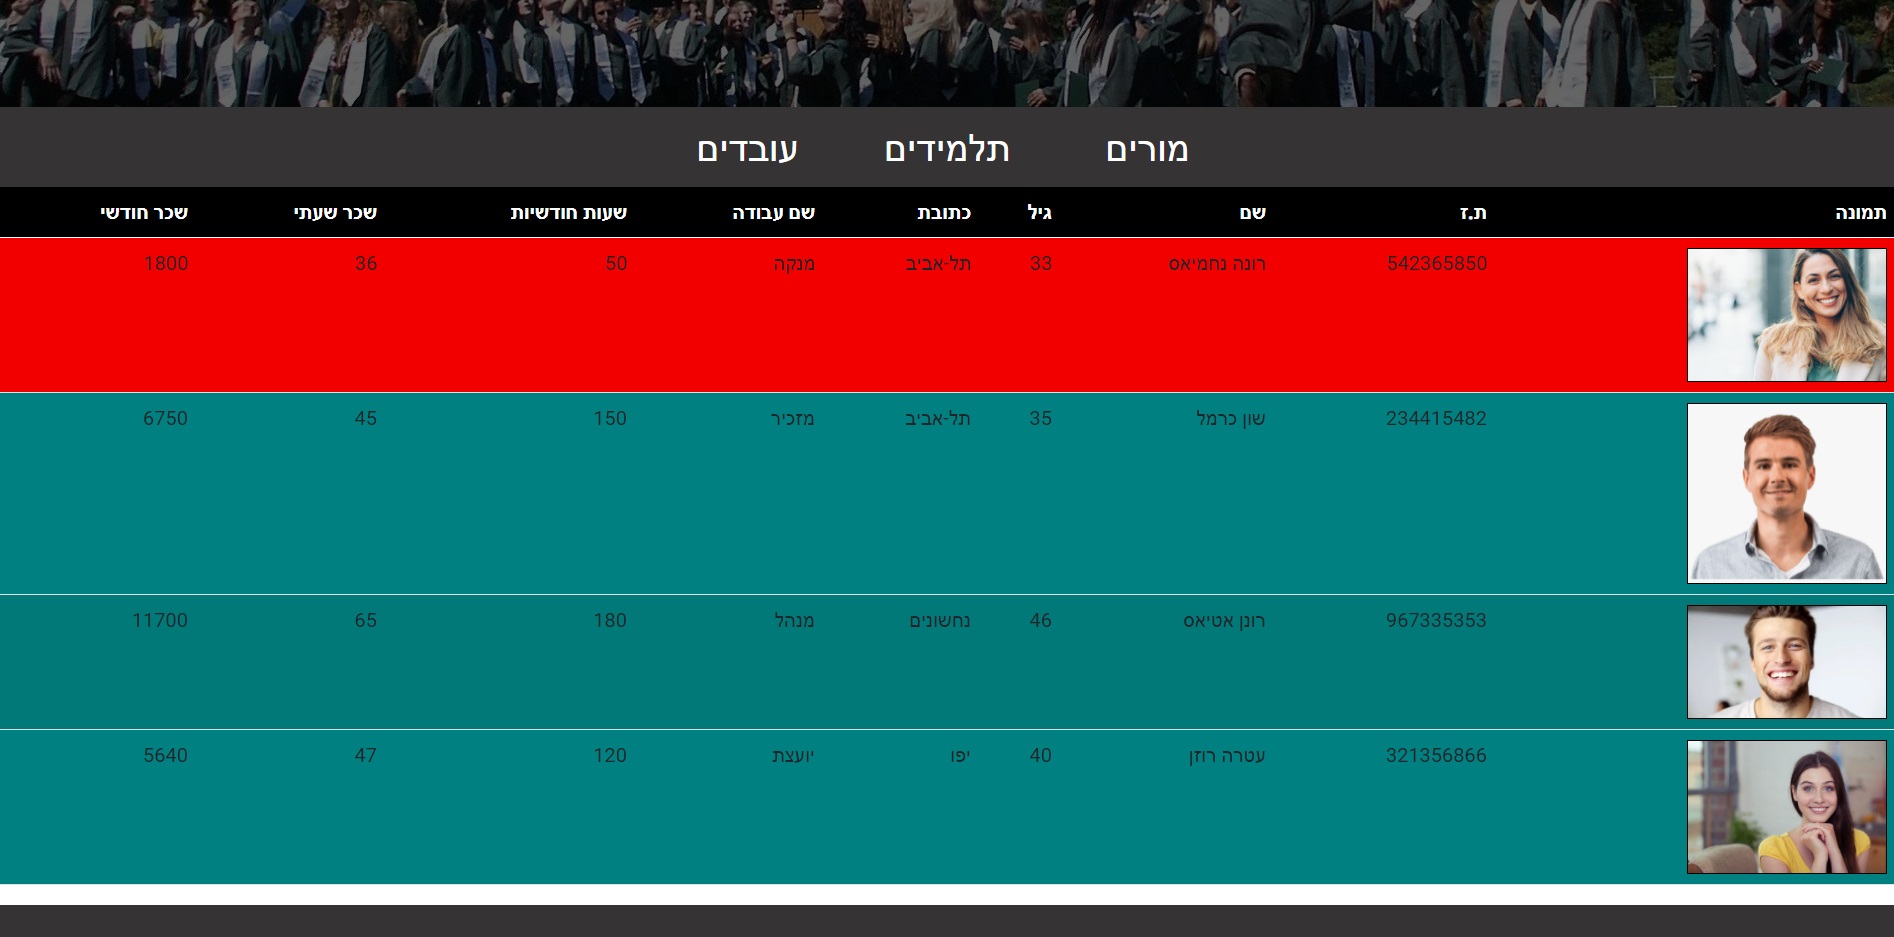 מורים תלמידים עובדים
תמונה ת.ז שם גיל כתובת שם עבודה שעות חודשיות שכר שעתי שכר חודשי
542365850 רונה נחמיאס 33 תל-אביב מנקה 50 36 1800
234415482 שון כרמל 35 תל-אביב מזכיר 150 45 6750
967335353 רונן אטיאס 46 נחשונים מנהל 180 65 11700
321356866 עטרה רוזן 40 יפו יועצת 120 47 5640